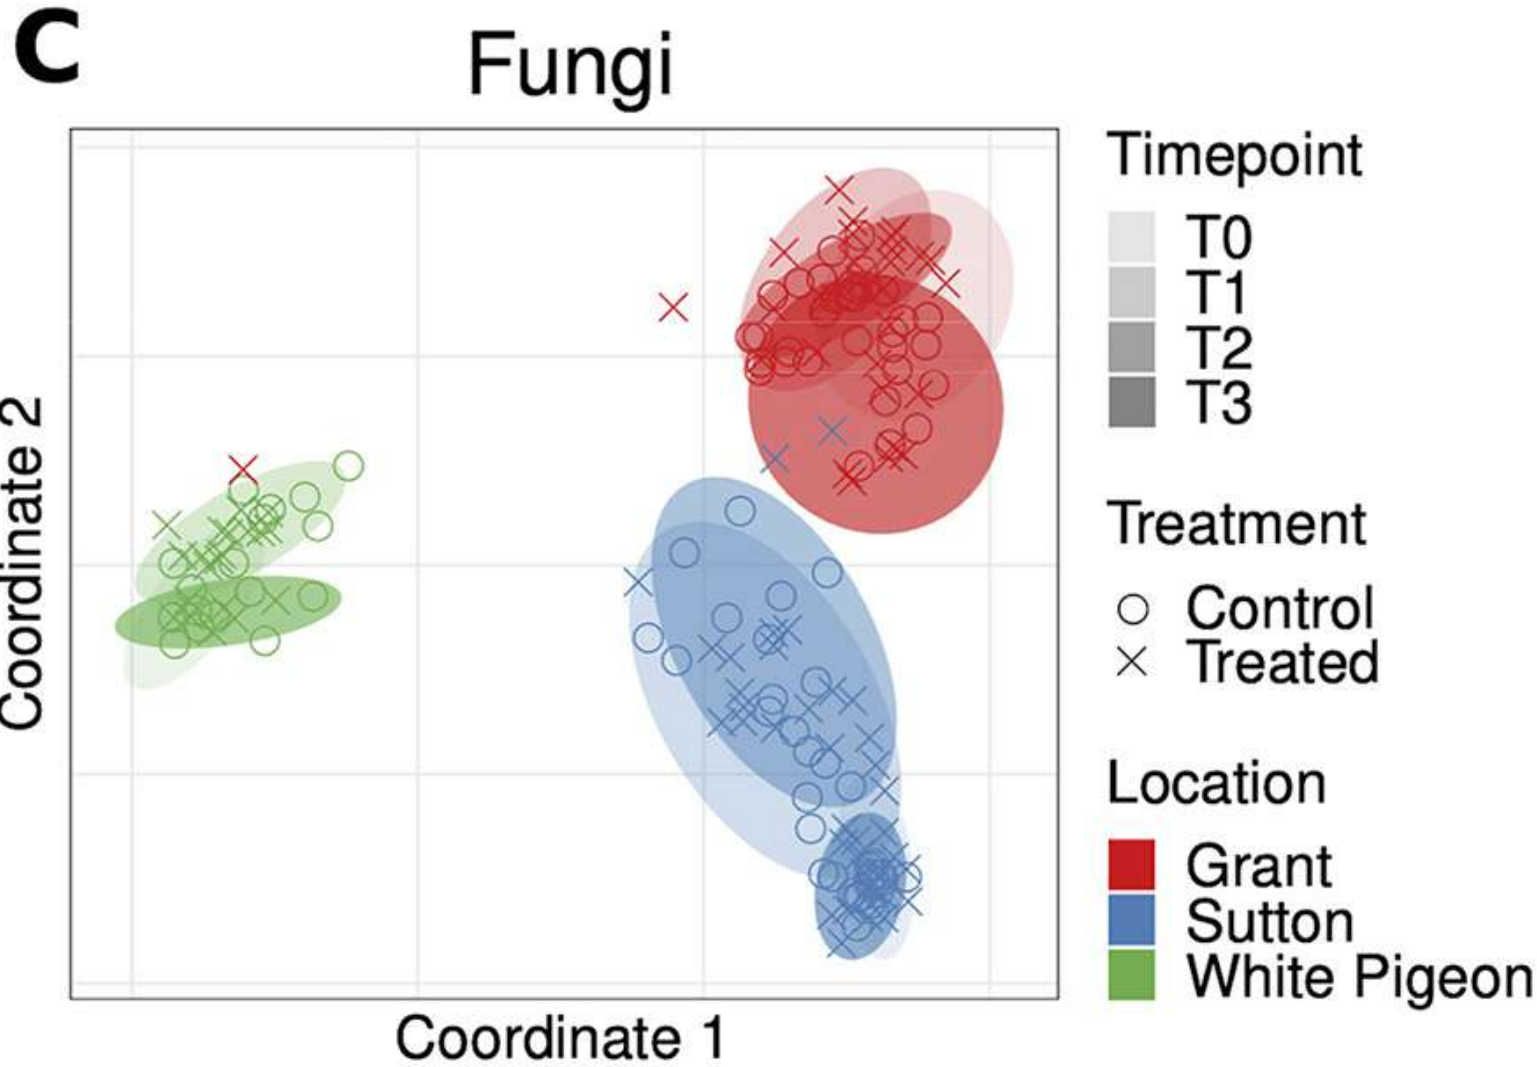 C
Fungi
Coordinate 2
Coordinate 1
Timepoint
T0
T1
T2
T3
Treatment
Control
Treated
Location
Grant
Sutton
White Pigeon